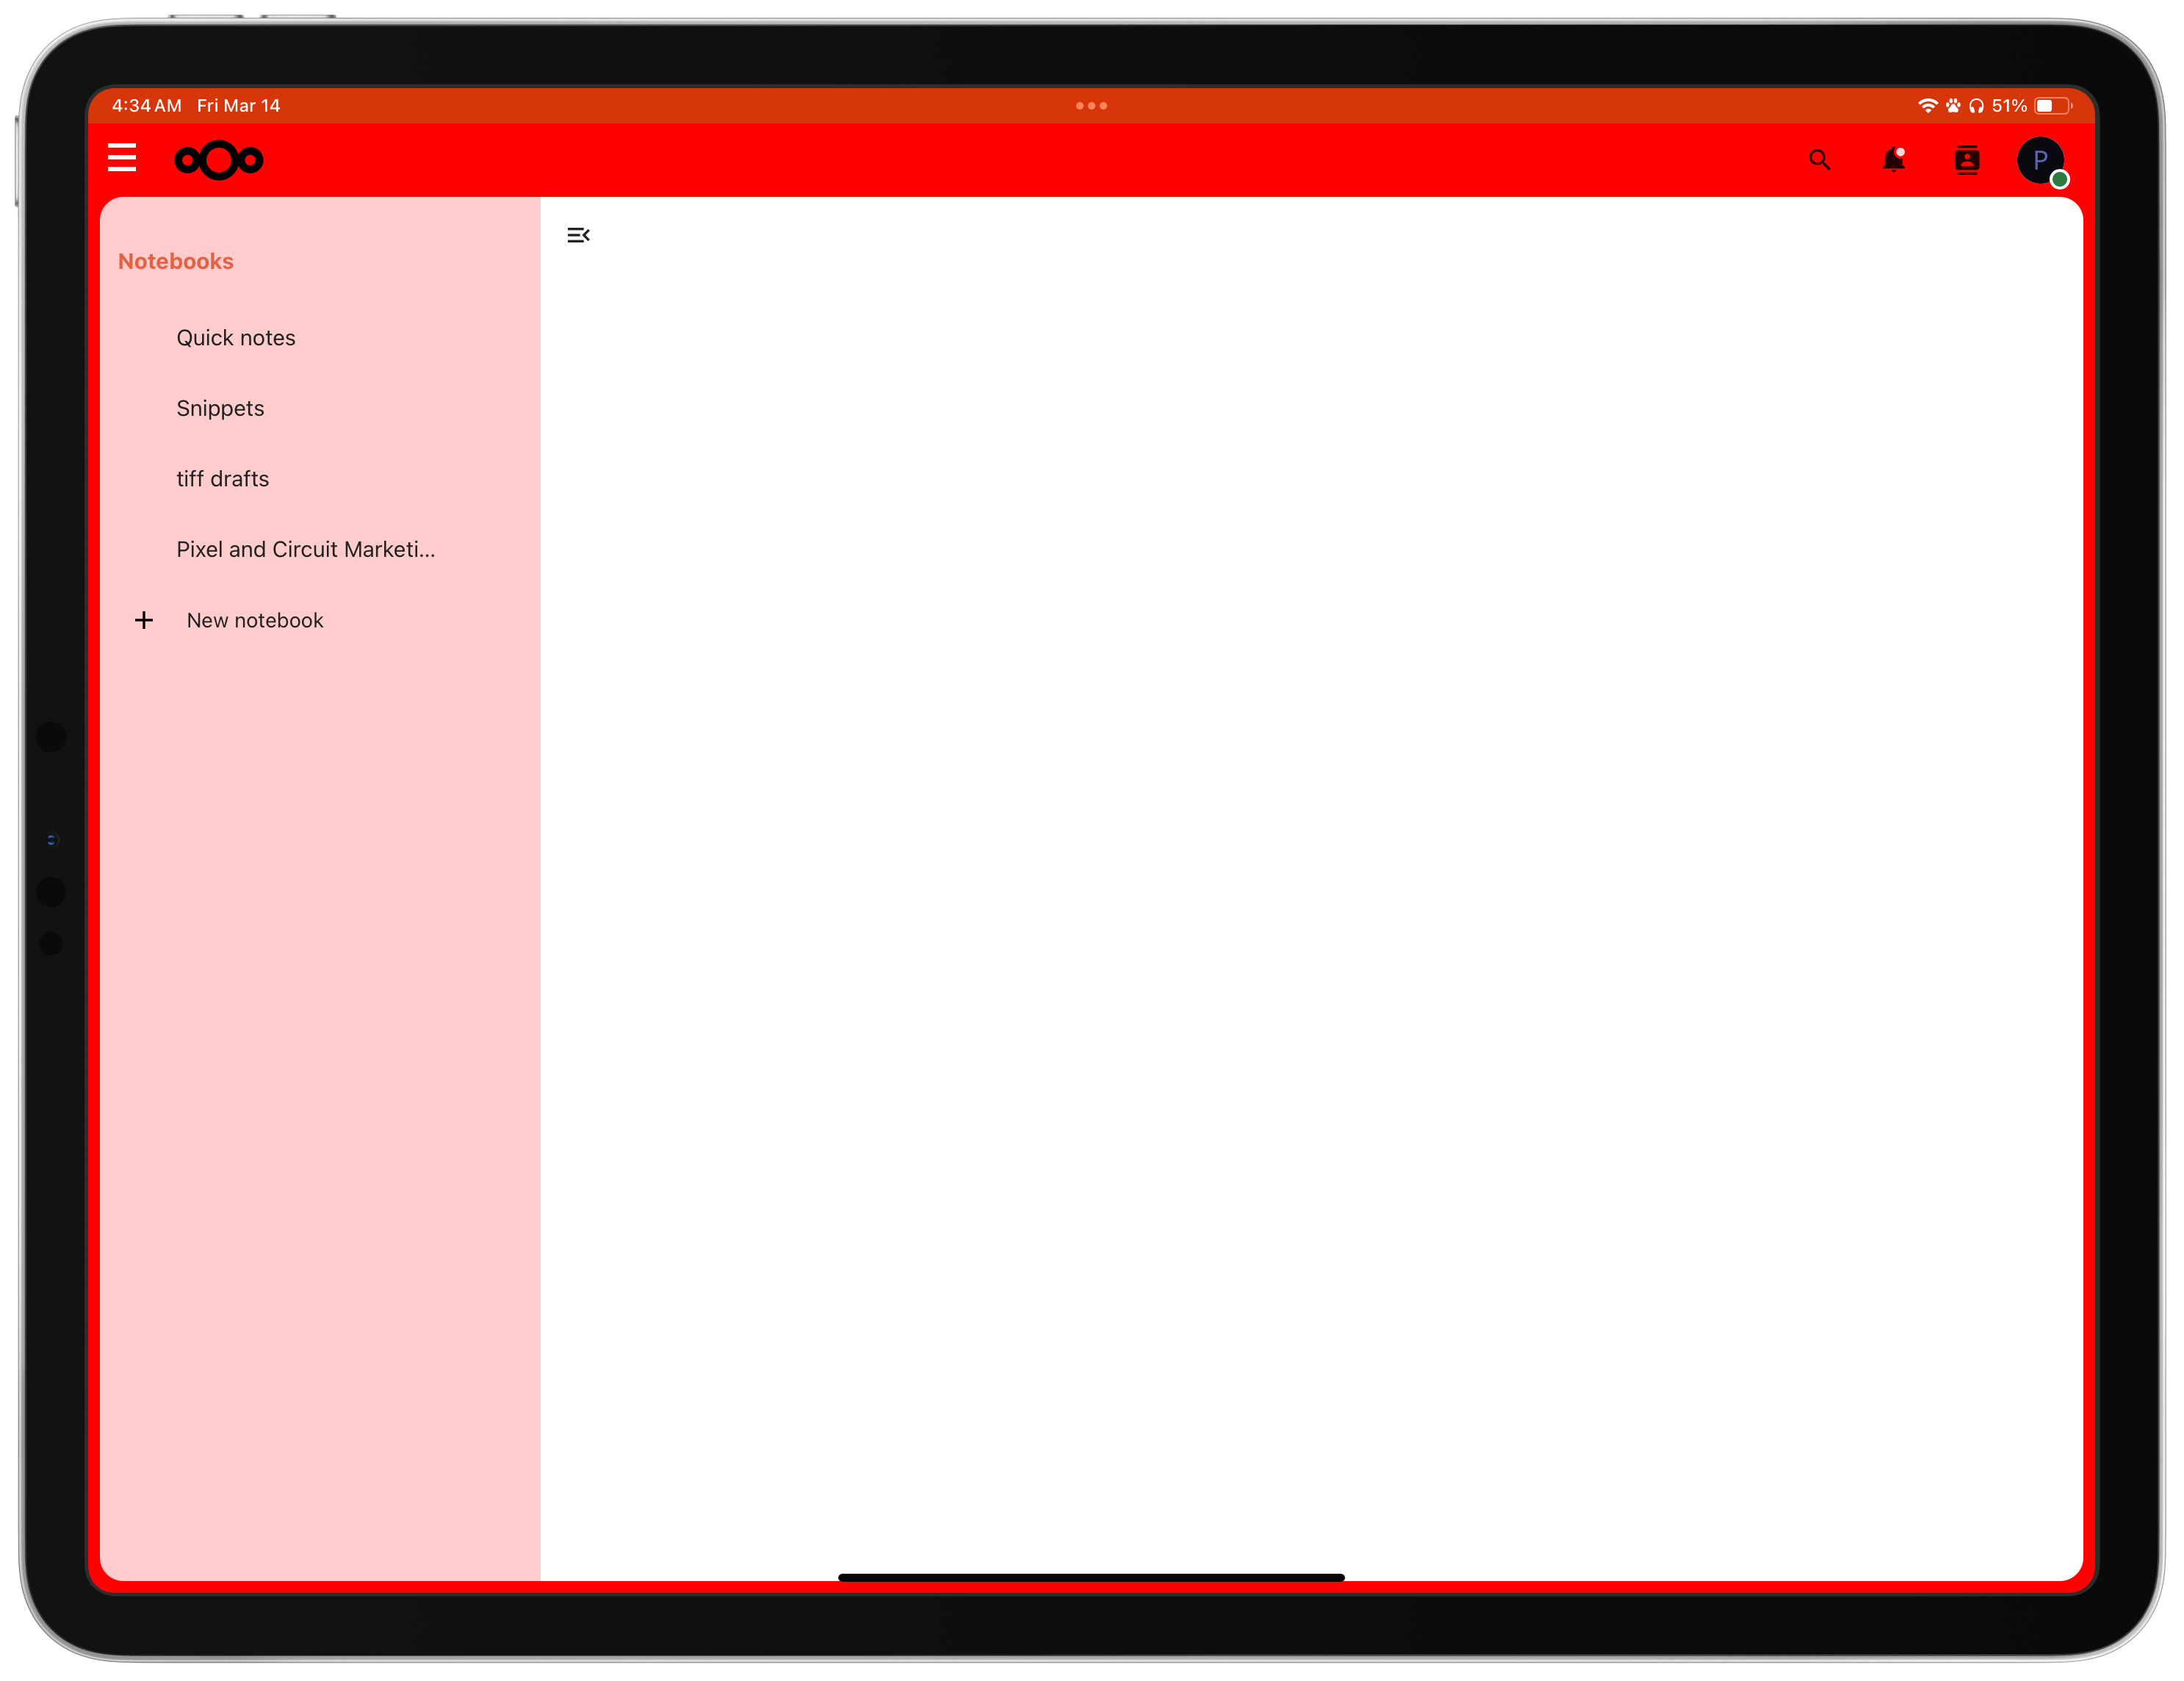 4:34 AM Fri Mar 14
51%
P
Notebooks
Quick notes
Snippets
tiff drafts
Pixel and Circuit Marketi...
New notebook